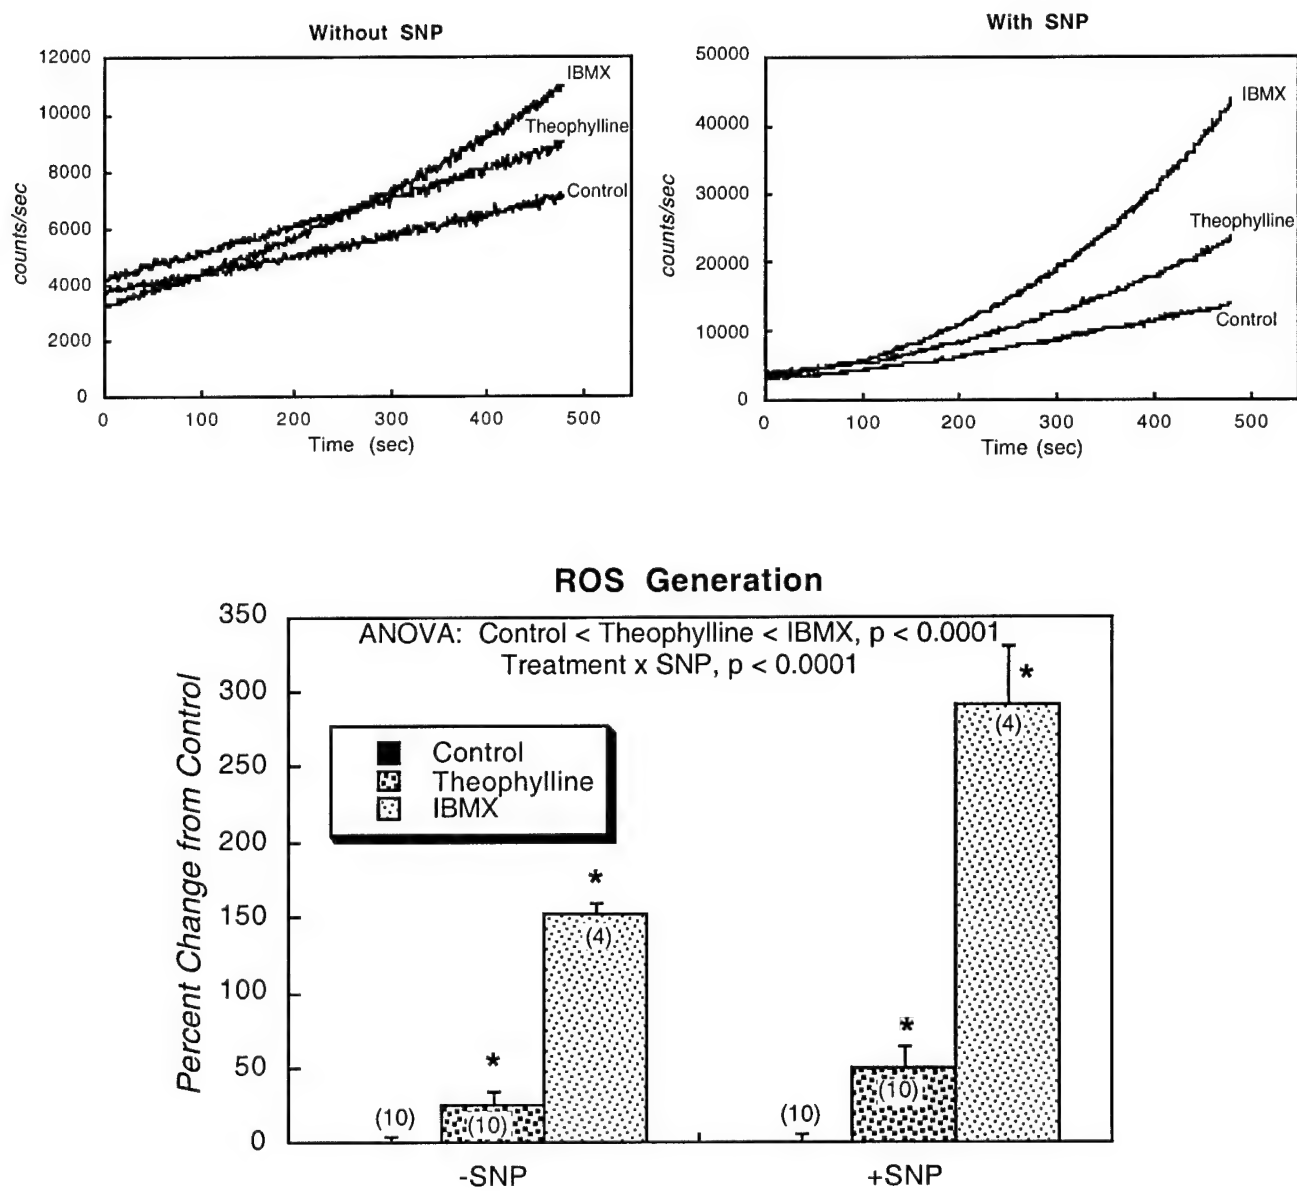 Without SNP
12000
10000
8000
6000
4000
2000
0
counts/sec
IBMX
Theophylline
Control
0 100 200 300 400 500
Time (sec)
With SNP
50000
40000
30000
20000
10000
0
counts/sec
IBMX
Theophylline
Control
0 100 200 300 400 500
Time (sec)
ROS Generation
350
300
250
200
150
100
50
0
Percent Change from Control
ANOVA: Control < Theophylline < IBMX, p < 0.0001
Treatment x SNP, p < 0.0001
Control
Theophylline
IBMX
(10)
*
(10)
*
(4)
(10)
*
(10)
*
(4)
-SNP +SNP